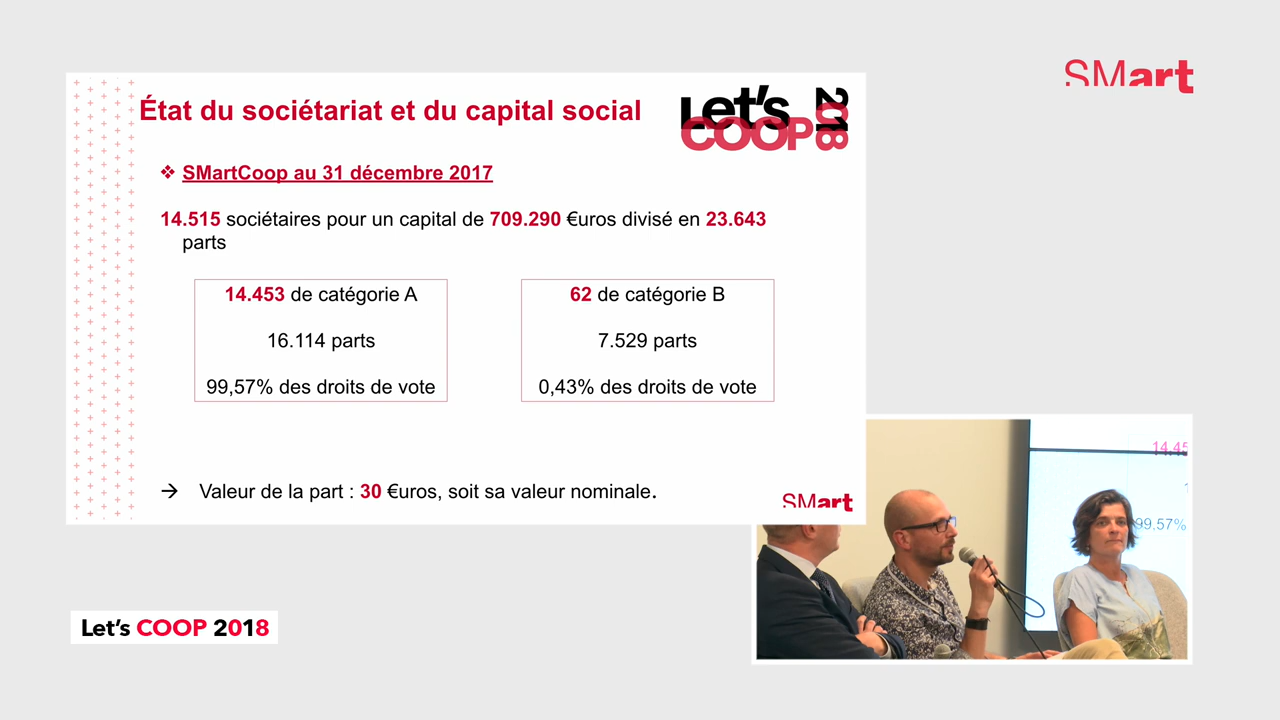 SMart
État du sociétariat et du capital social
Let's
COOP
2018
❖ SMartCoop au 31 décembre 2017
14.515 sociétaires pour un capital de 709.290 €uros divisé en 23.643
parts
14.453 de catégorie A
16.114 parts
99,57% des droits de vote
62 de catégorie B
7.529 parts
0,43% des droits de vote
→ Valeur de la part : 30 €uros, soit sa valeur nominale.
SMart
14.45
99.57%
Let's COOP 2018